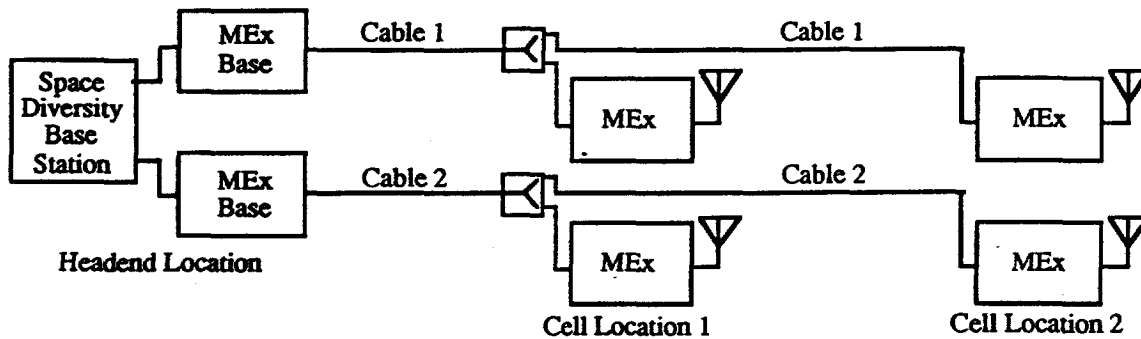 MEx
Base
Cable 1
Cable 1
Space
Diversity
Base
Station
MEx
MEx
MEx
Base
Cable 2
Cable 2
Headend Location
MEx
MEx
Cell Location 1
Cell Location 2